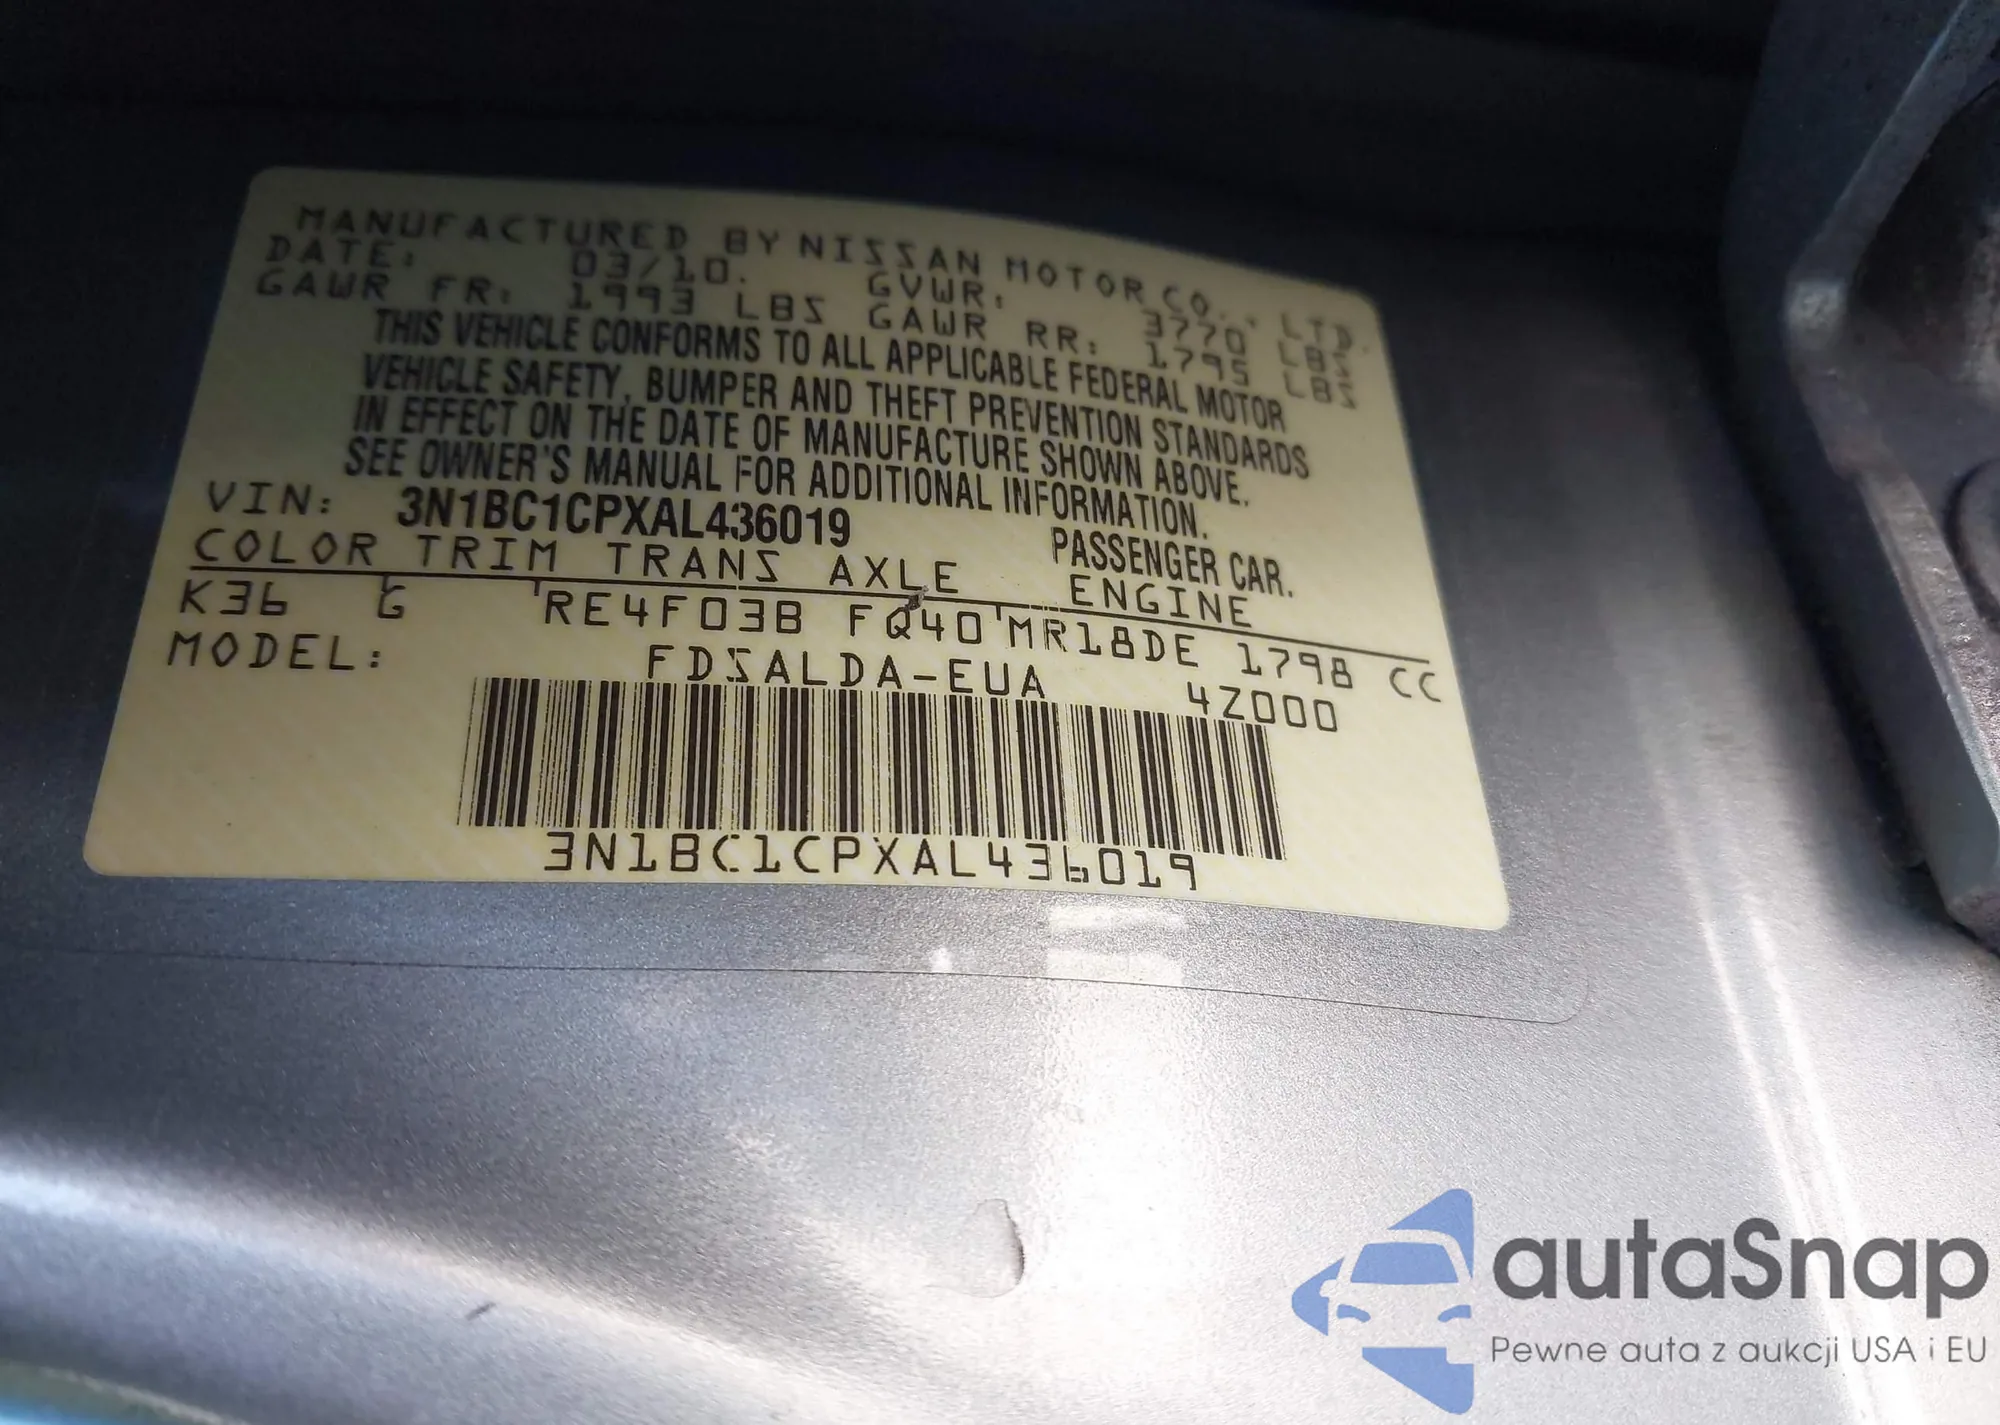 MANUFACTURED BY NISSAN MOTOR CO., LTD.
DATE: 03/10. GVWR: 3770 LBS
GAWR FR: 1993 LBS GAWR RR: 1795 LBS
THIS VEHICLE CONFORMS TO ALL APPLICABLE FEDERAL MOTOR
VEHICLE SAFETY, BUMPER AND THEFT PREVENTION STANDARDS
IN EFFECT ON THE DATE OF MANUFACTURE SHOWN ABOVE.
SEE OWNER'S MANUAL FOR ADDITIONAL INFORMATION.
VIN: 3N1BC1CPXAL436019 PASSENGER CAR.
COLOR TRIM TRANS AXLE ENGINE
K36 G RE4F03B FQ40 MR18DE 1798 CC
MODEL: FDSALDA-EUA 4Z000
3N1BC1CPXAL436019
autaSnap
Pewne auta z aukcji USA i EU